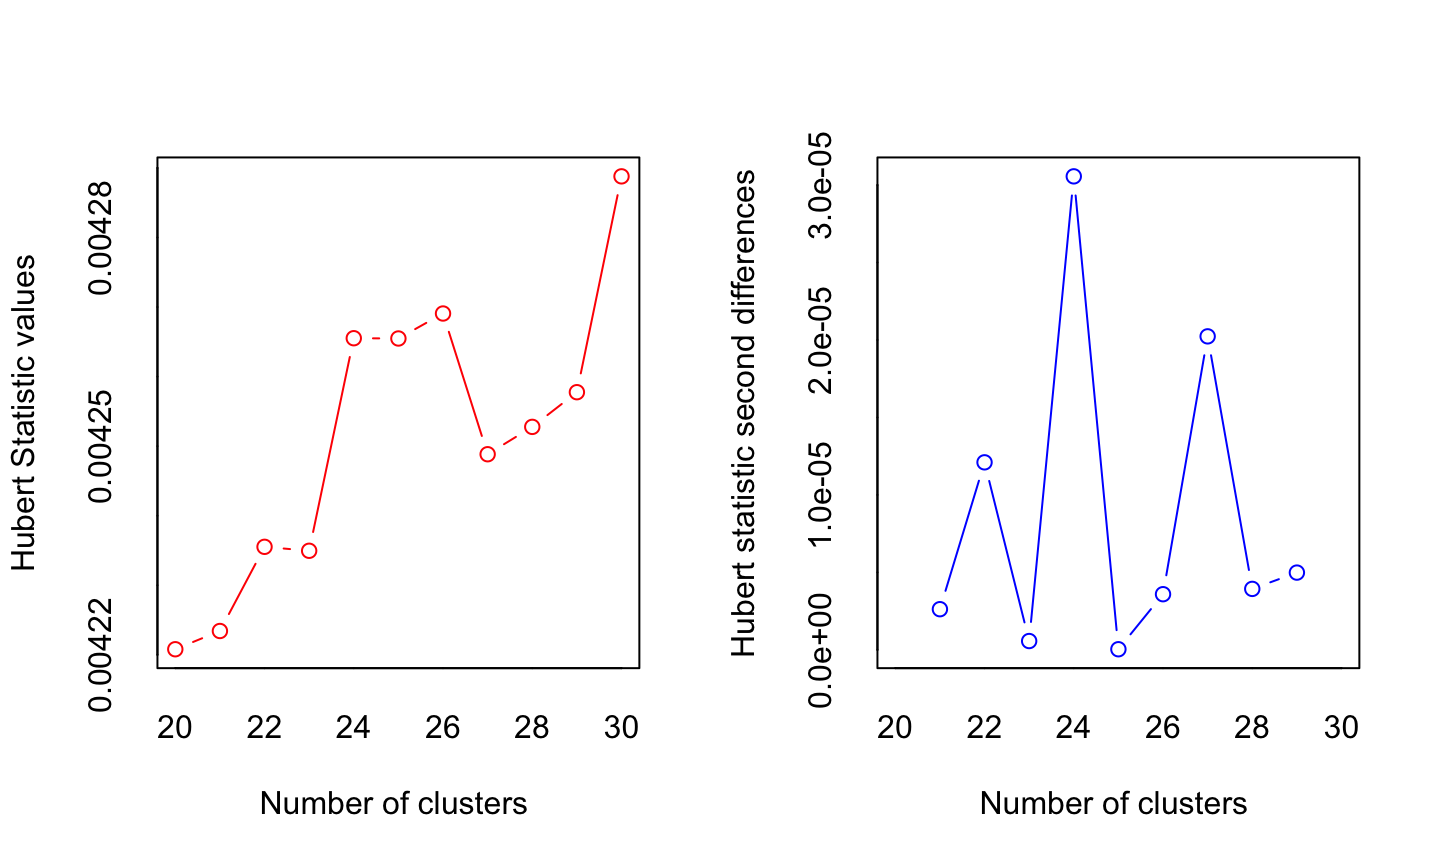 Hubert Statistic values
0.00428
0.00425
0.00422
20 22 24 26 28 30
Number of clusters
Hubert statistic second differences
3.0e-05
2.0e-05
1.0e-05
0.0e+00
20 22 24 26 28 30
Number of clusters